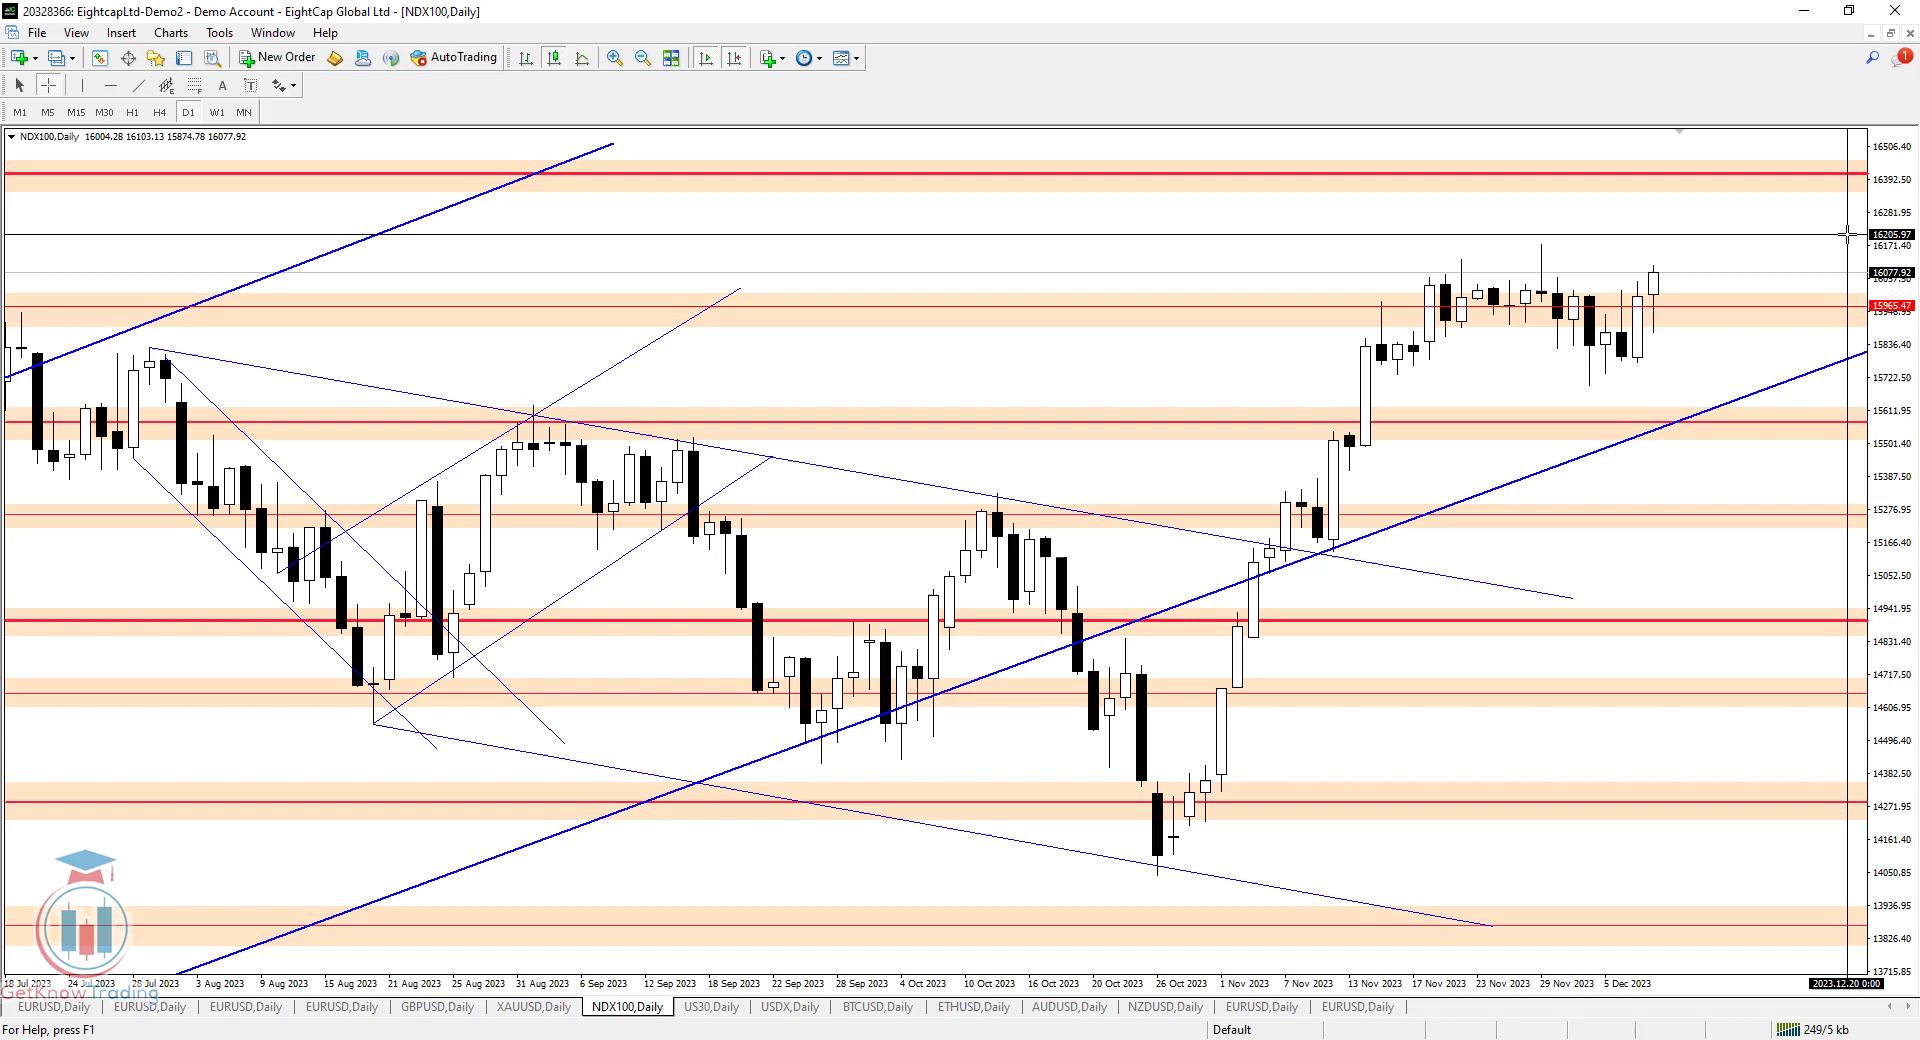 20328366: EightcapLtd-Demo2 - Demo Account - EightCap Global Ltd - [NDX100,Daily]
File View Insert Charts Tools Window Help
New Order AutoTrading 1
A T
M1 M5 M15 M30 H1 H4 D1 W1 MN
NDX100,Daily 16004.28 16103.13 15874.78 16077.92
16506.40
16392.50
16281.95
16205.97
16171.40
16077.92
15965.47
15836.40
15722.50
15611.95
15501.40
15387.50
15276.95
15166.40
15052.50
14941.95
14831.40
14717.50
14606.95
14496.40
14382.50
14271.95
14161.40
14050.85
13936.95
13826.40
13715.85
18 Jul 2023 24 Jul 2023 28 Jul 2023 3 Aug 2023 9 Aug 2023 15 Aug 2023 21 Aug 2023 25 Aug 2023 31 Aug 2023 6 Sep 2023 12 Sep 2023 18 Sep 2023 22 Sep 2023 28 Sep 2023 4 Oct 2023 10 Oct 2023 16 Oct 2023 20 Oct 2023 26 Oct 2023 1 Nov 2023 7 Nov 2023 13 Nov 2023 17 Nov 2023 23 Nov 2023 29 Nov 2023 5 Dec 2023 2023.12.20 0:00
GetKnowTrading
EURUSD,Daily EURUSD,Daily EURUSD,Daily EURUSD,Daily GBPUSD,Daily XAUUSD,Daily NDX100,Daily US30,Daily USDX,Daily BTCUSD,Daily ETHUSD,Daily AUDUSD,Daily NZDUSD,Daily EURUSD,Daily EURUSD,Daily
For Help, press F1 Default 249/5 kb